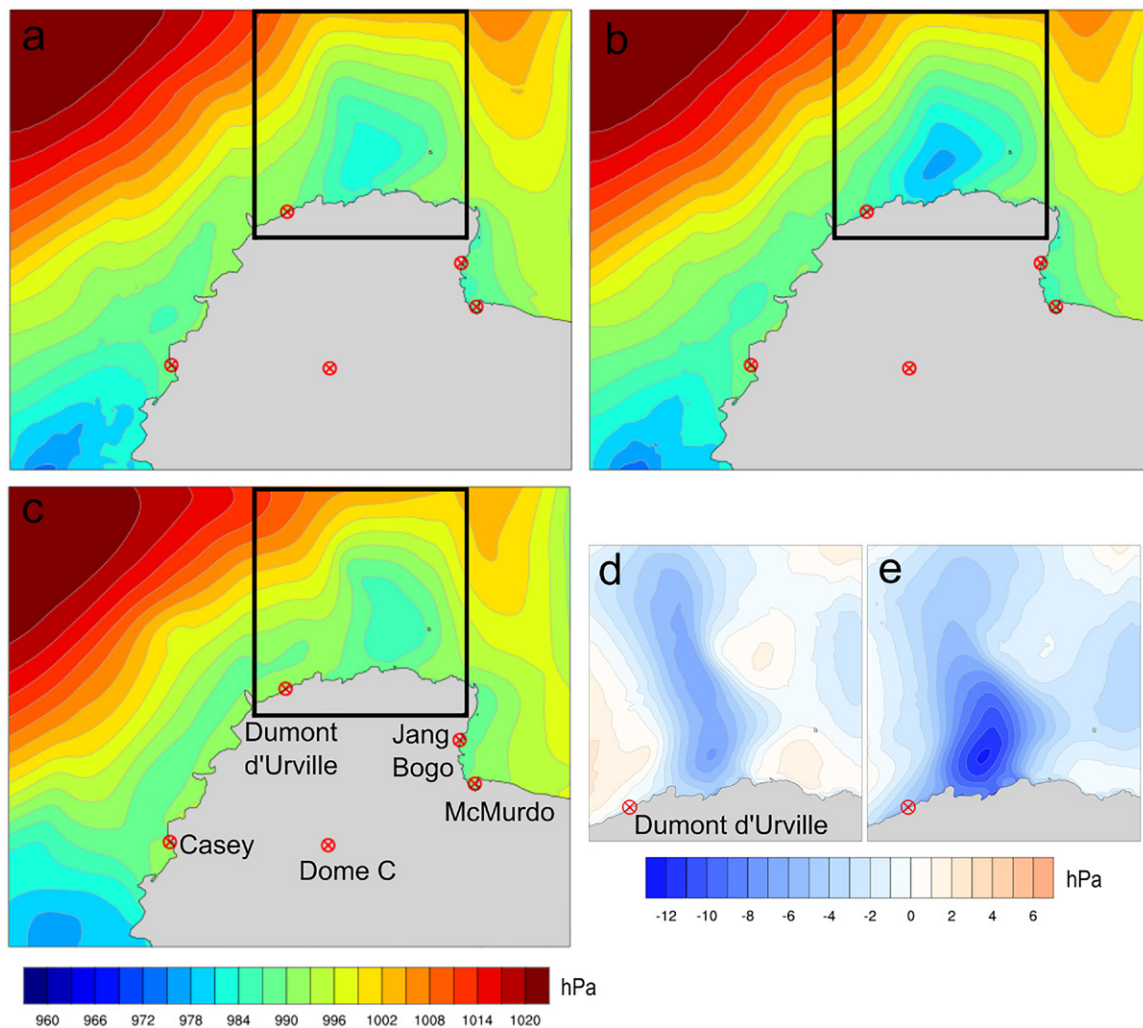 a
b
c
Dumont
d'Urville
Jang
Bogo
McMurdo
Casey
Dome C
d
e
Dumont d'Urville
-12 -10 -8 -6 -4 -2 0 2 4 6 hPa
960 966 972 978 984 990 996 1002 1008 1014 1020 hPa